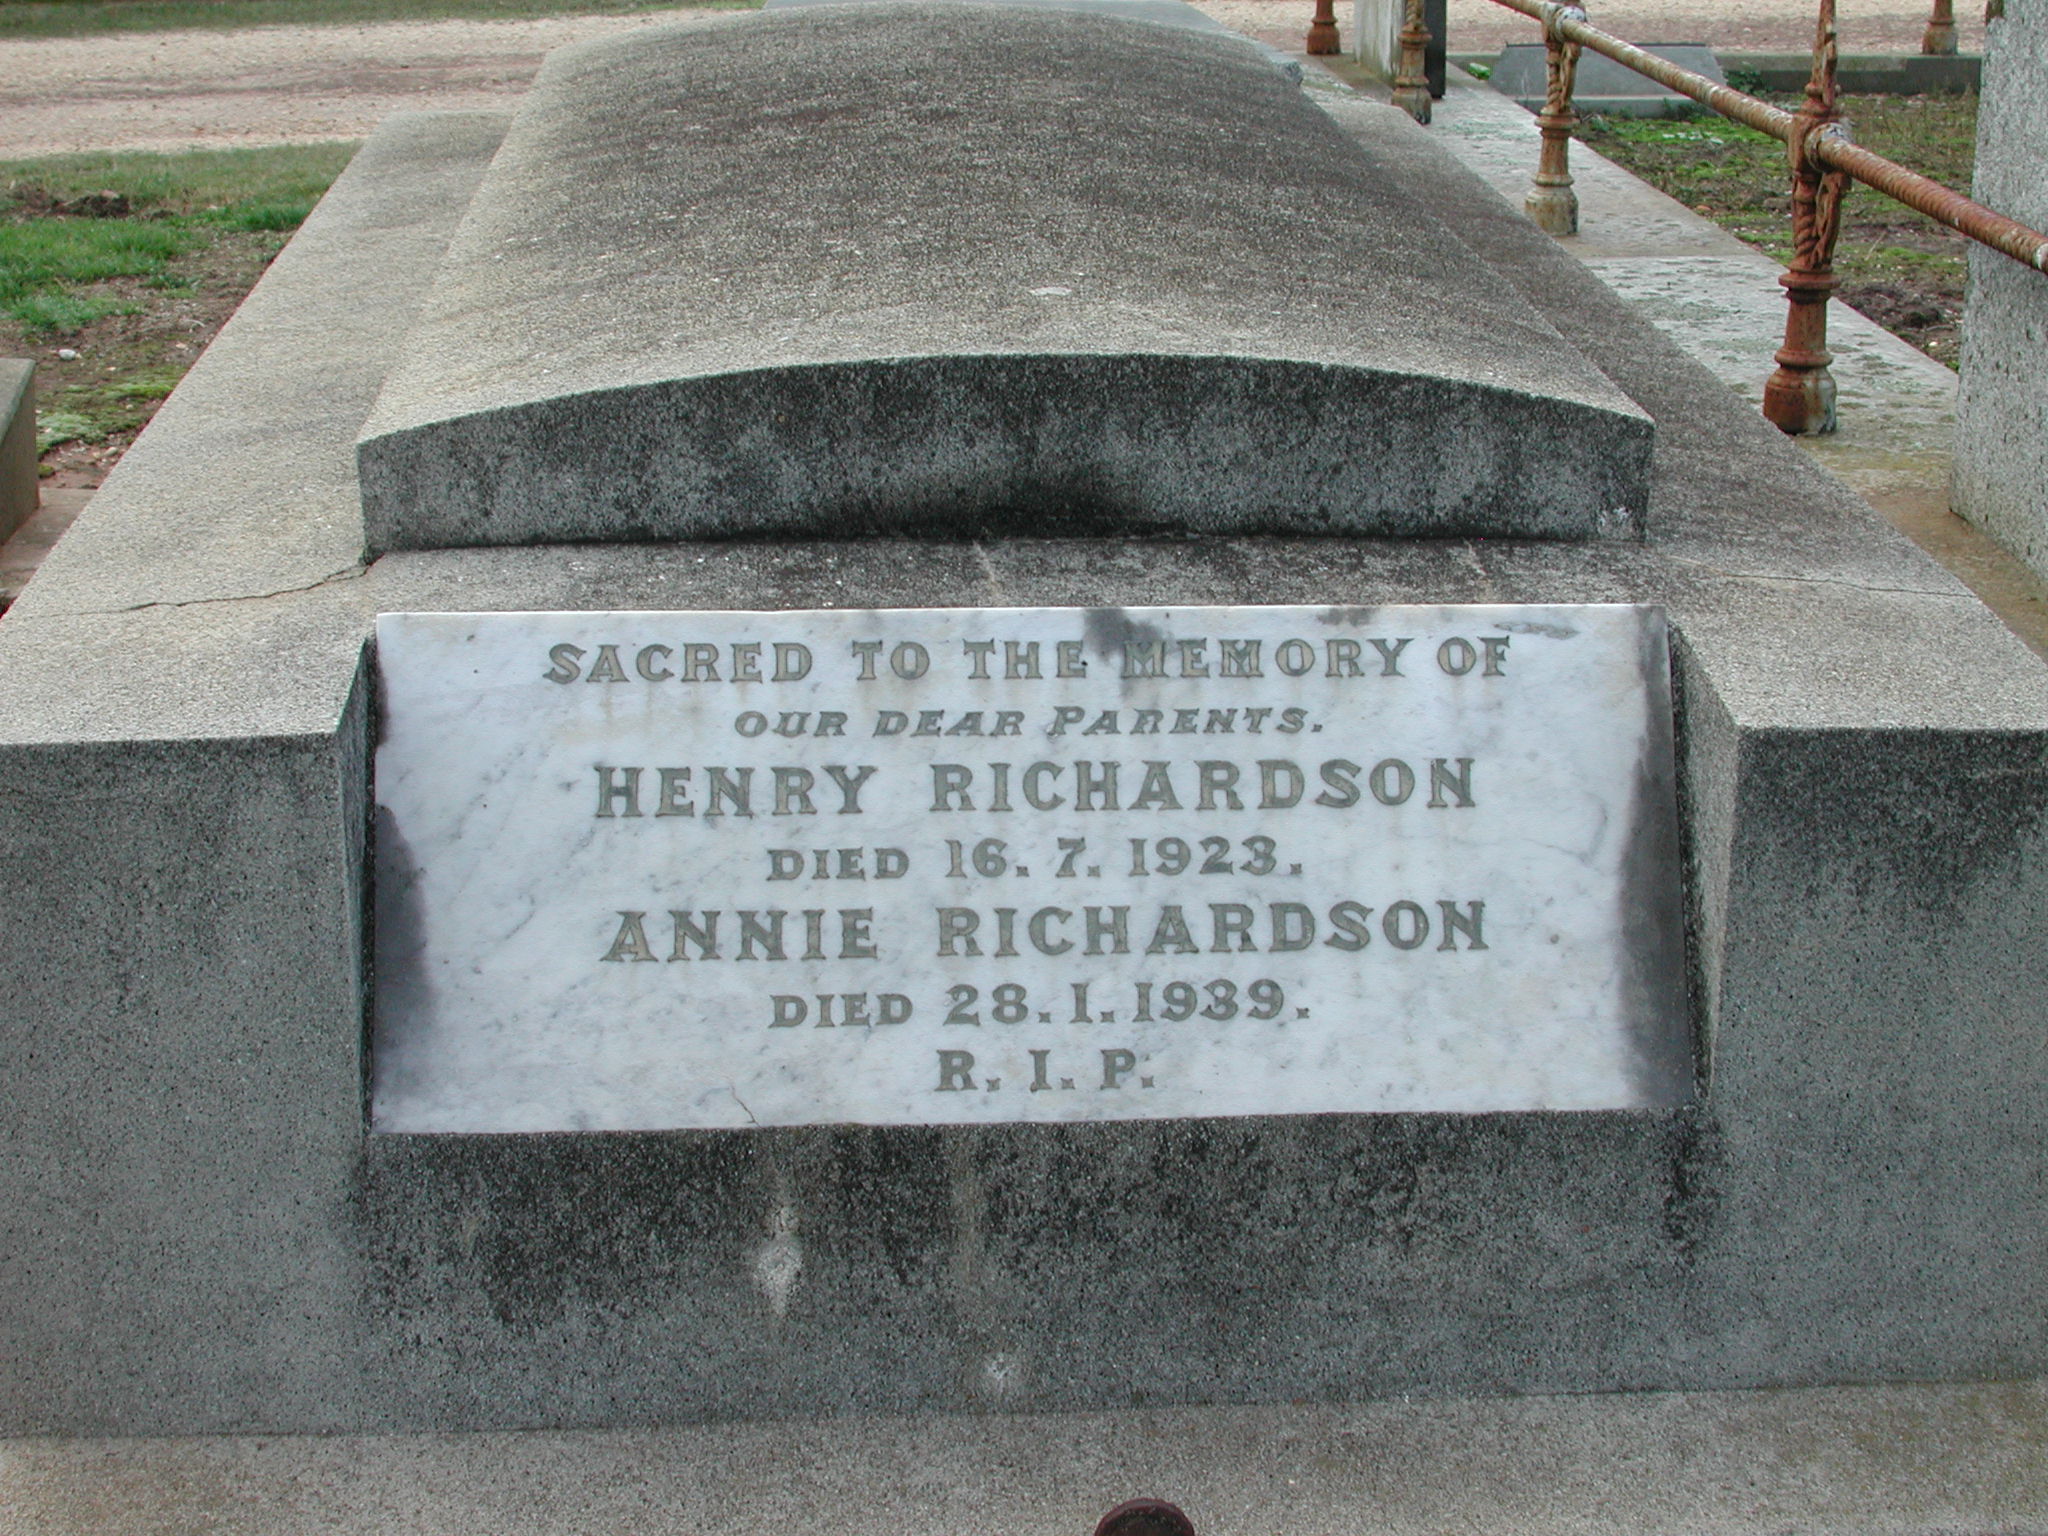 SACRED TO THE MEMORY OF
OUR DEAR PARENTS.
HENRY RICHARDSON
DIED 16. 7. 1923.
ANNIE RICHARDSON
DIED 28. 1. 1939.
R. I. P.